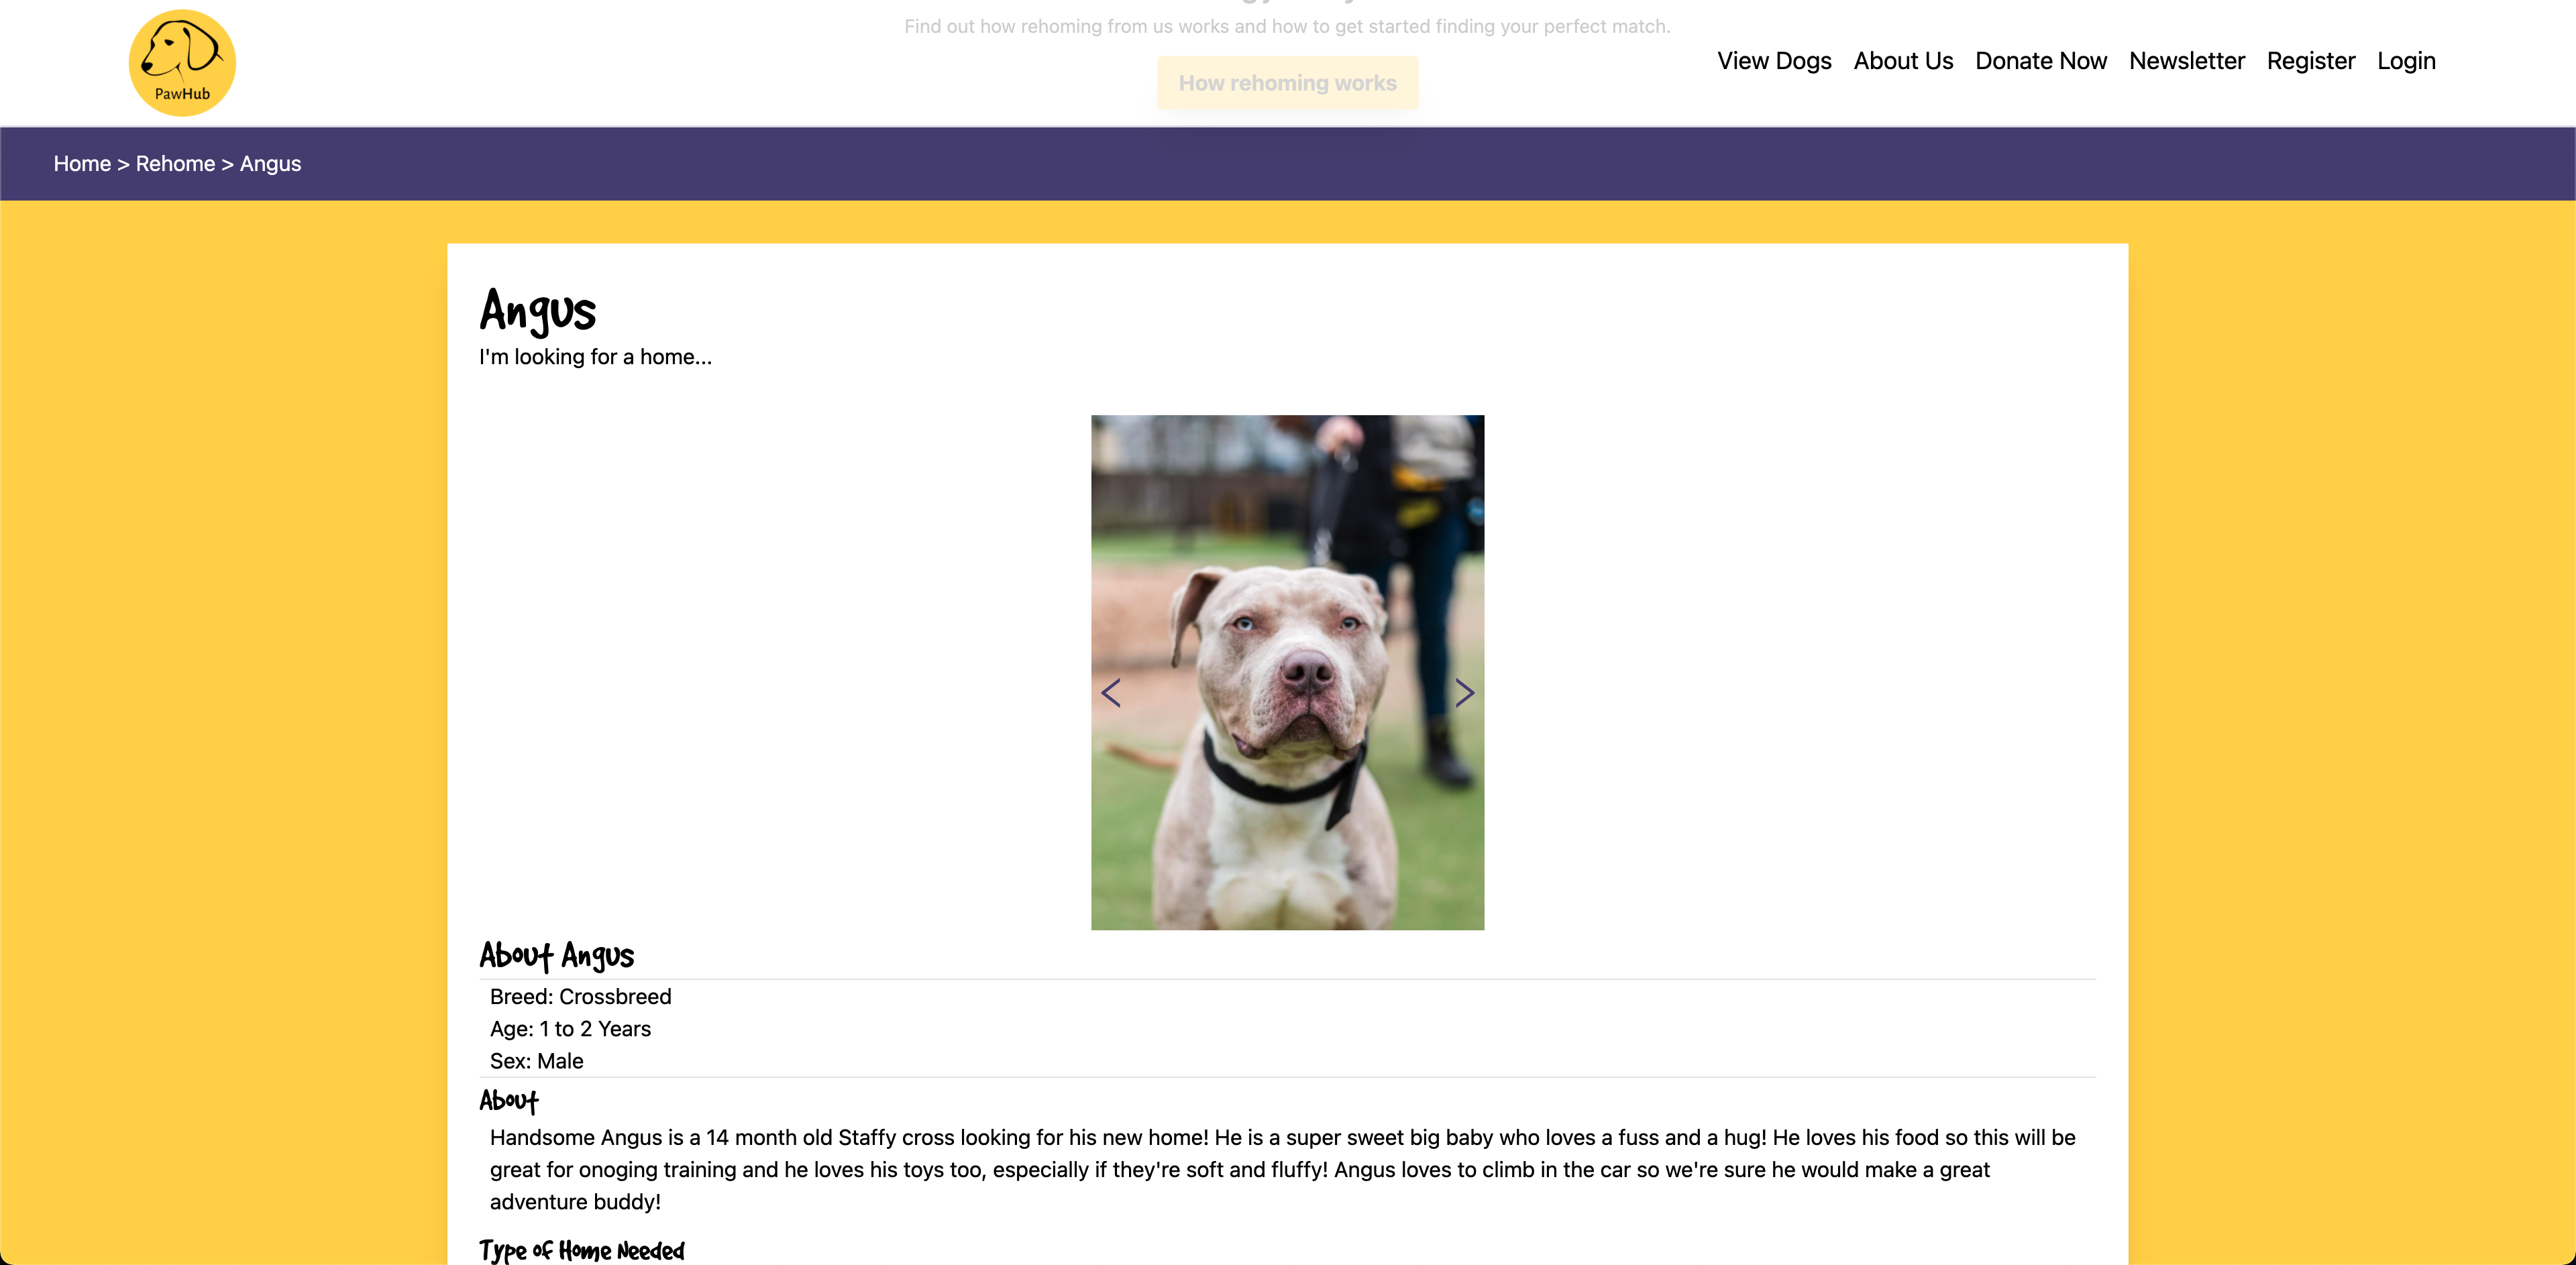 Find out how rehoming from us works and how to get started finding your perfect match.
How rehoming works
PawHub
View Dogs About Us Donate Now Newsletter Register Login
Home > Rehome > Angus
Angus
I'm looking for a home...
< >
About Angus
Breed: Crossbreed
Age: 1 to 2 Years
Sex: Male
About
Handsome Angus is a 14 month old Staffy cross looking for his new home! He is a super sweet big baby who loves a fuss and a hug! He loves his food so this will be
great for onoging training and he loves his toys too, especially if they're soft and fluffy! Angus loves to climb in the car so we're sure he would make a great
adventure buddy!
Type of Home Needed